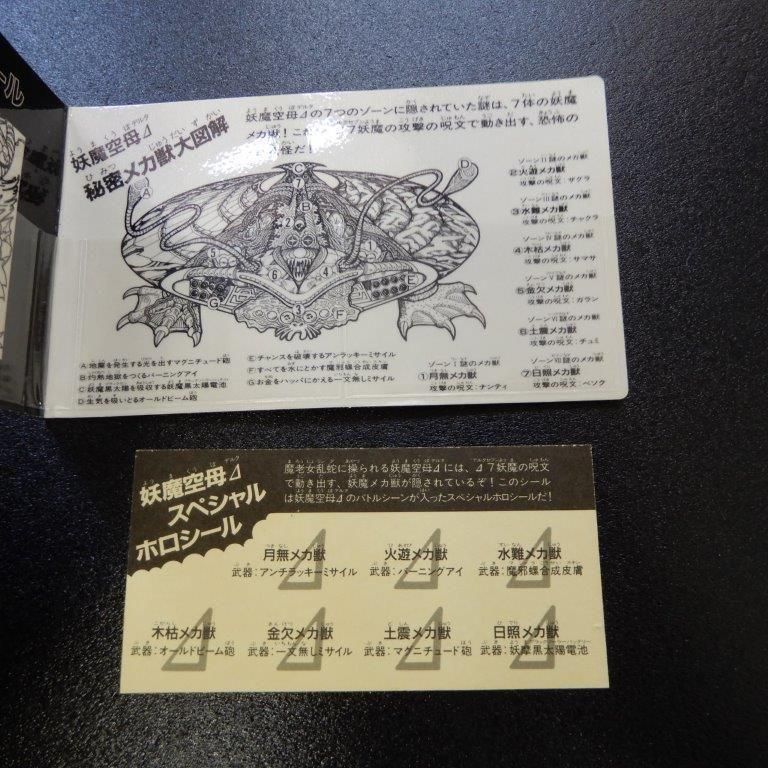 妖魔空母⊿
秘密メカ獣大図解
妖魔空母⊿の7つのゾーンに隠されていた謎は、7体の妖魔
メカ獣!
7妖魔の攻撃の呪文で動き出す、恐怖の
怪だ!
ゾーンII謎のメカ獣
②火遊メカ獣
攻撃の呪文:ザグラ
ゾーンIII謎のメカ獣
③水難メカ獣
攻撃の呪文:チャクラ
ゾーンIV謎のメカ獣
④木枯メカ獣
攻撃の呪文:サマサ
ゾーンV謎のメカ獣
⑤金欠メカ獣
攻撃の呪文:ガラン
ゾーンVI謎のメカ獣
⑥土震メカ獣
攻撃の呪文:チュミ
ゾーンI謎のメカ獣
①月無メカ獣
攻撃の呪文:ナンティ
ゾーンVII謎のメカ獣
⑦日照メカ獣
攻撃の呪文:ペソク
A:地震を発生する光を出すマグニチュード砲
B:灼熱地獄をつくるバーニングアイ
C:妖魔黒太陽を吸収する妖魔黒太陽電池
D:生気を吸いとるオールドビーム砲
E:チャンスを破壊するアンラッキーミサイル
F:すべてを水にとかす魔邪螺合成皮膚
G:お金をハッパにかえる一文無しミサイル
妖魔空母⊿
スペシャル
ホロシール
魔老女乱蛇に操られる妖魔空母⊿には、⊿7妖魔の呪文
で動き出す、妖魔メカ獣が隠されているぞ!このシール
は妖魔空母⊿のバトルシーンが入ったスペシャルホロシールだ!
月無メカ獣
武器:アンチラッキーミサイル
火遊メカ獣
武器:バーニングアイ
水難メカ獣
武器:魔邪螺合成皮膚
木枯メカ獣
武器:オールドビーム砲
金欠メカ獣
武器:一文無しミサイル
土震メカ獣
武器:マグニチュード砲
日照メカ獣
武器:妖摩黒太陽電池